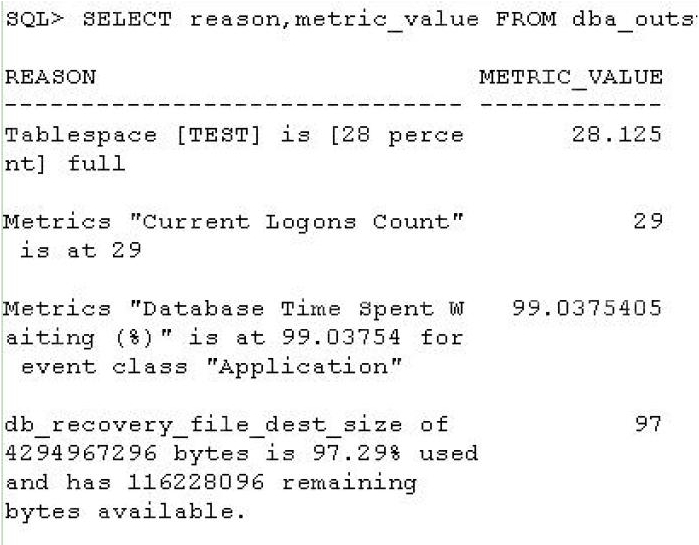 SQL> SELECT reason,metric_value FROM dba_outs
REASON METRIC_VALUE
------------------------------ ------------
Tablespace [TEST] is [28 perce 28.125
nt] full
Metrics "Current Logons Count" 29
is at 29
Metrics "Database Time Spent W 99.0375405
aiting (%)" is at 99.03754 for
event class "Application"
db_recovery_file_dest_size of 97
4294967296 bytes is 97.29% used
and has 116228096 remaining
bytes available.